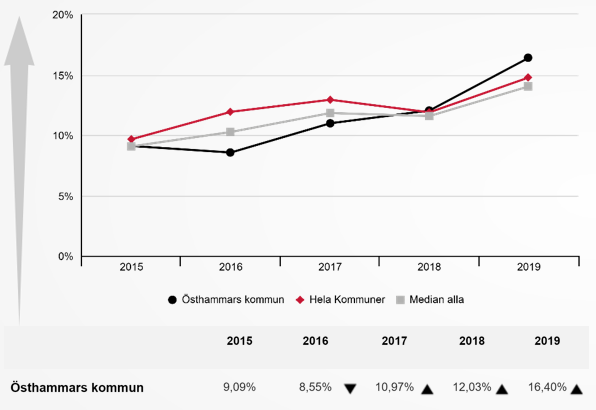 20%
15%
10%
5%
0%
2015 2016 2017 2018 2019
Östhammars kommun Hela Kommuner Median alla
2015 2016 2017 2018 2019
Östhammars kommun 9,09% 8,55% 10,97% 12,03% 16,40%